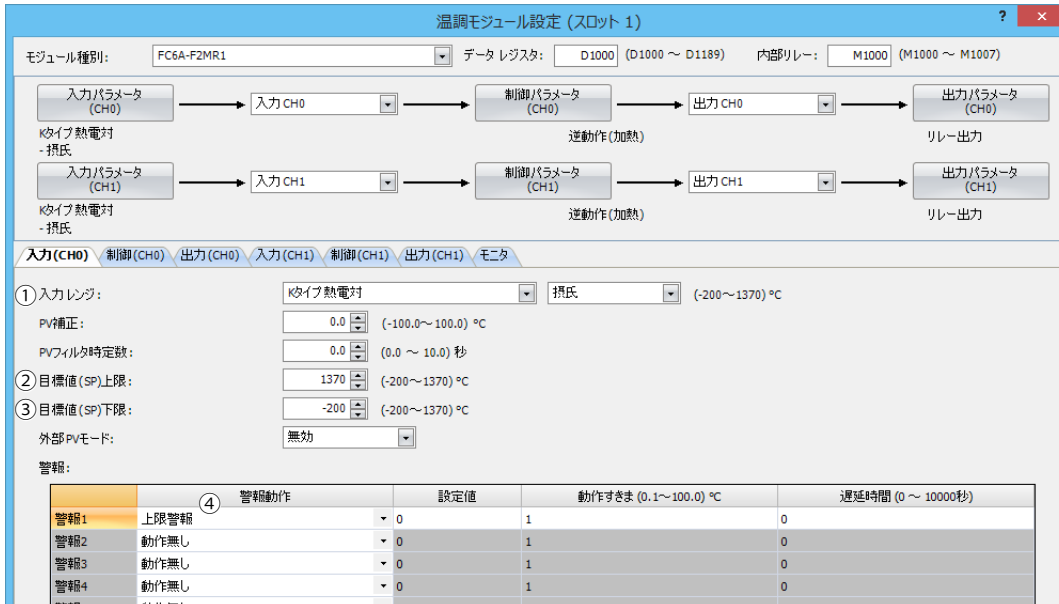 温調モジュール設定 (スロット 1)
? ×
モジュール種別: FC6A-F2MR1 データ レジスタ: D1000 (D1000 ～ D1189) 内部リレー: M1000 (M1000 ～ M1007)
入力パラメータ (CH0) 入力 CH0 制御パラメータ (CH0) 出力 CH0 出力パラメータ (CH0)
Kタイプ 熱電対 逆動作(加熱) リレー出力
- 摂氏
入力パラメータ (CH1) 入力 CH1 制御パラメータ (CH1) 出力 CH1 出力パラメータ (CH1)
Kタイプ 熱電対 逆動作(加熱) リレー出力
- 摂氏
入力(CH0) 制御(CH0) 出力(CH0) 入力(CH1) 制御(CH1) 出力(CH1) モニタ
① 入力レンジ: Kタイプ 熱電対 摂氏 (-200～1370) ℃
PV補正: 0.0 (-100.0～100.0) ℃
PVフィルタ時定数: 0.0 (0.0 ～ 10.0) 秒
② 目標値(SP)上限: 1370 (-200～1370) ℃
③ 目標値(SP)下限: -200 (-200～1370) ℃
外部PVモード: 無効
警報:
④ 警報動作 設定値 動作すきま (0.1～100.0) ℃ 遅延時間 (0 ～ 10000秒)
警報1 上限警報 0 1 0
警報2 動作無し 0 1 0
警報3 動作無し 0 1 0
警報4 動作無し 0 1 0